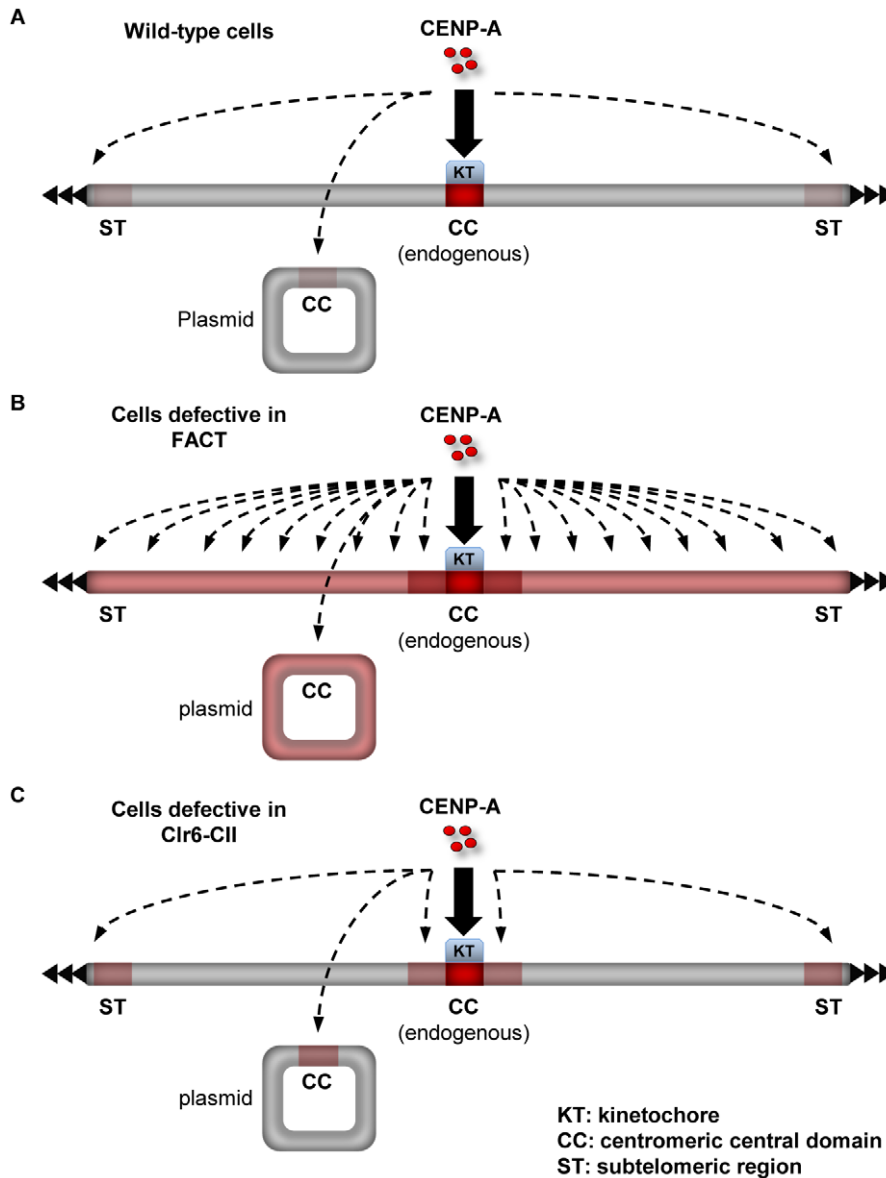 A
Wild-type cells
CENP-A
KT
ST
CC
ST
(endogenous)
CC
Plasmid
B
Cells defective in
FACT
CENP-A
KT
ST
CC
ST
(endogenous)
CC
plasmid
C
Cells defective in
Clr6-CII
CENP-A
KT
ST
CC
ST
(endogenous)
CC
plasmid
KT: kinetochore
CC: centromeric central domain
ST: subtelomeric region